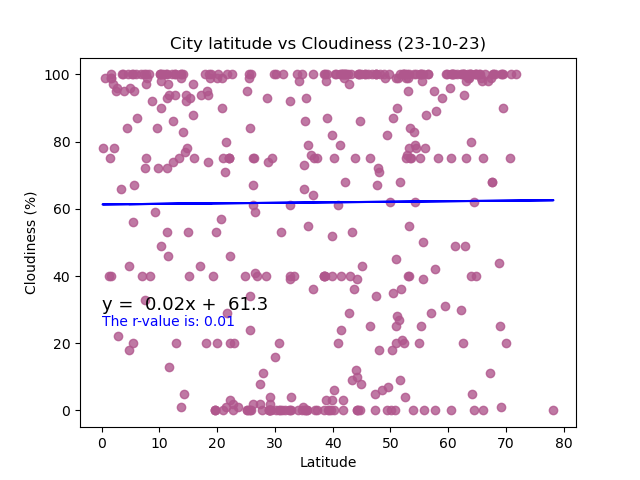 City latitude vs Cloudiness (23-10-23)
Cloudiness (%)
100
80
60
40
20
0
y =  0.02x +  61.3
The r-value is: 0.01
0 10 20 30 40 50 60 70 80
Latitude